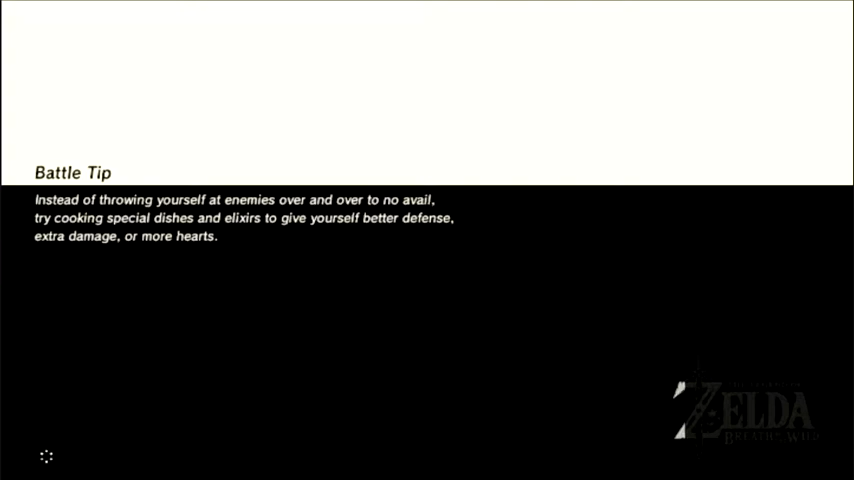 Battle Tip
Instead of throwing yourself at enemies over and over to no avail,
try cooking special dishes and elixirs to give yourself better defense,
extra damage, or more hearts.
ZELDA
BREATH WILD